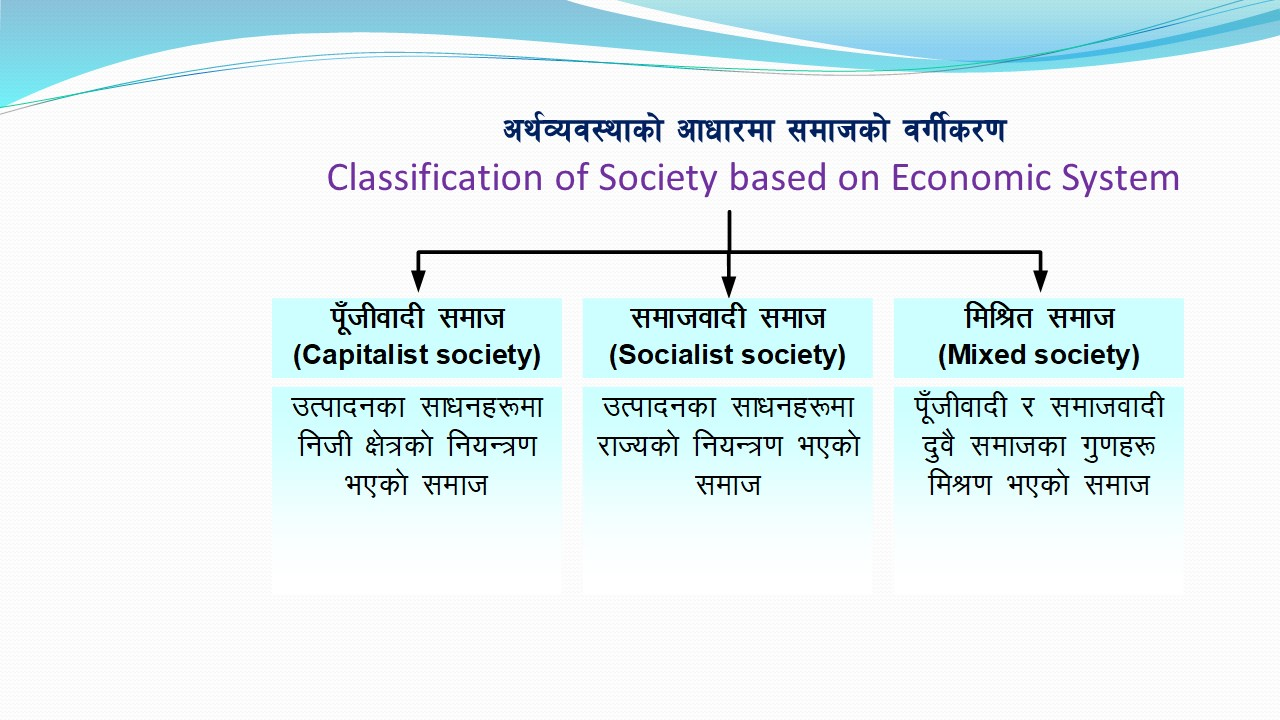 अर्थव्यवस्थाको आधारमा समाजको वर्गीकरण
Classification of Society based on Economic System
पूँजीवादी समाज
(Capitalist society)
उत्पादनका साधनहरूमा
निजी क्षेत्रको नियन्त्रण
भएको समाज
समाजवादी समाज
(Socialist society)
उत्पादनका साधनहरूमा
राज्यको नियन्त्रण भएको
समाज
मिश्रित समाज
(Mixed society)
पूँजीवादी र समाजवादी
दुवै समाजका गुणहरू
मिश्रण भएको समाज